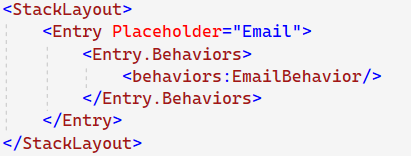 <StackLayout>
    <Entry Placeholder="Email">
        <Entry.Behaviors>
            <behaviors:EmailBehavior/>
        </Entry.Behaviors>
    </Entry>
</StackLayout>